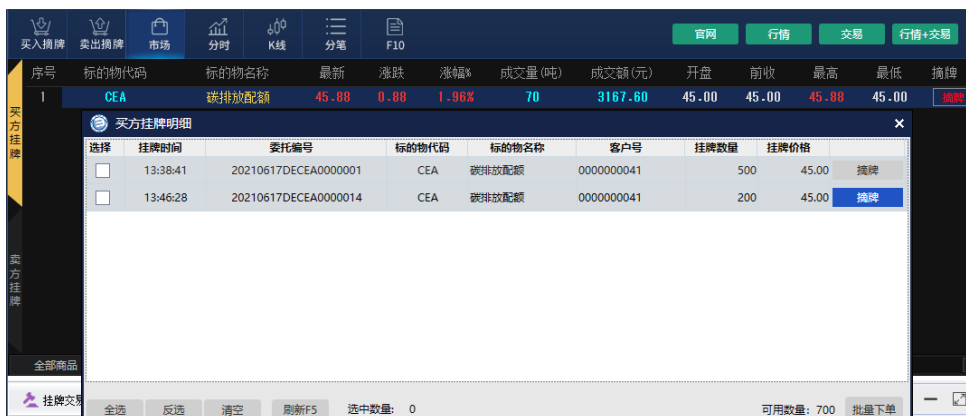 买入摘牌 卖出摘牌 市场 分时 K线 分笔 F10 官网 行情 交易 行情+交易
序号 标的物代码 标的物名称 最新 涨跌 涨幅% 成交量(吨) 成交额(元) 开盘 前收 最高 最低 摘牌
1 CEA 碳排放配额 45.88 0.88 1.96% 70 3167.60 45.00 45.00 45.88 45.00 摘牌
买方挂牌
卖方挂牌
买方挂牌明细 ×
选择 挂牌时间 委托编号 标的物代码 标的物名称 客户号 挂牌数量 挂牌价格
13:38:41 20210617DECEA0000001 CEA 碳排放配额 0000000041 500 45.00 摘牌
13:46:28 20210617DECEA0000014 CEA 碳排放配额 0000000041 200 45.00 摘牌
全部商品
挂牌交易
全选 反选 清空 刷新F5 选中数量: 0 可用数量: 700 批量下单